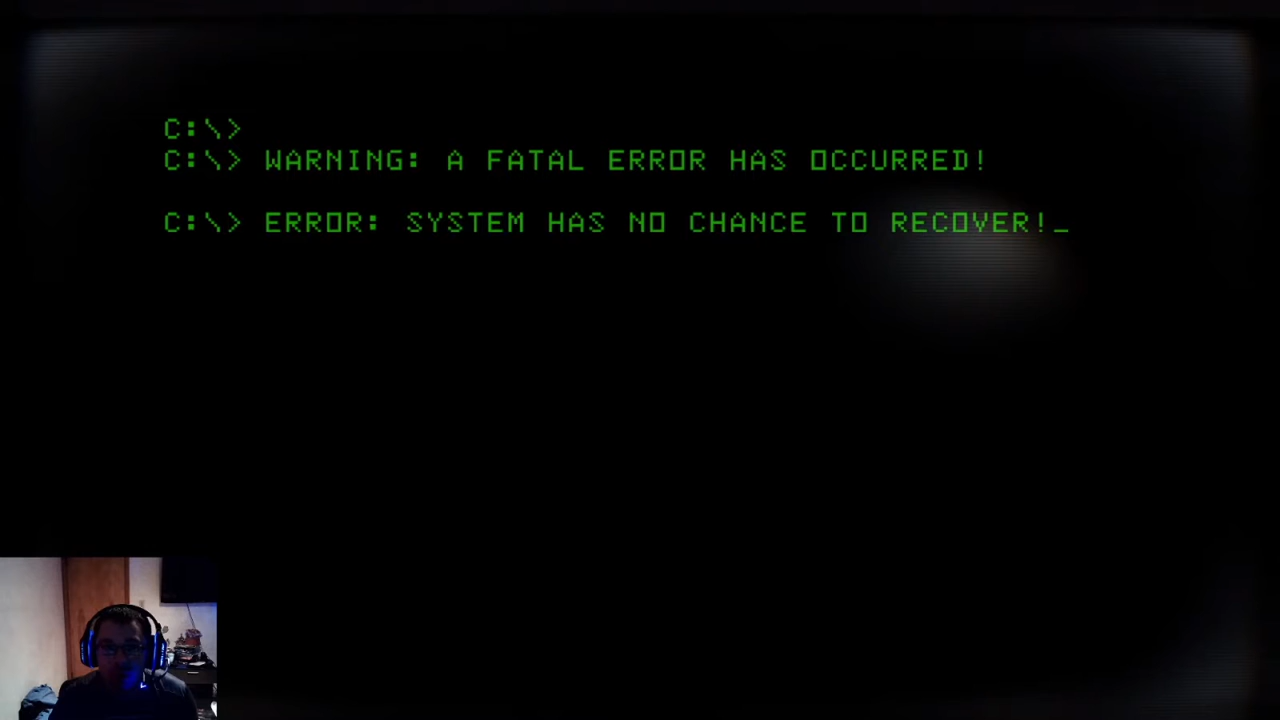 C:\>
C:\> WARNING: A FATAL ERROR HAS OCCURRED!
C:\> ERROR: SYSTEM HAS NO CHANCE TO RECOVER!_